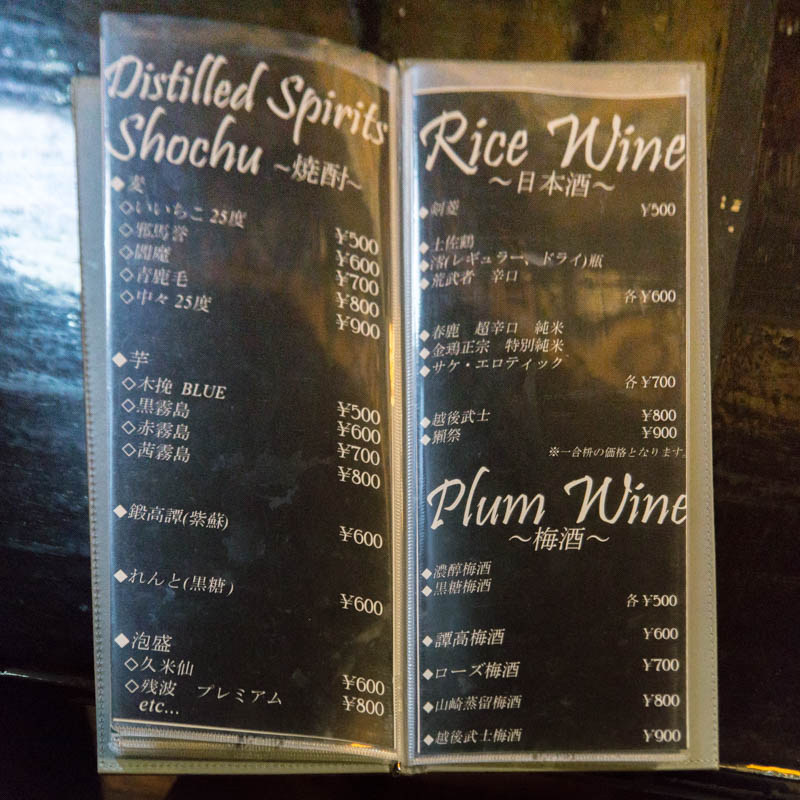 Distilled Spirits
Shochu ～焼酎～
◆麦
◇いいちこ 25度 ¥500
◇邪馬誉 ¥600
◇閻魔 ¥700
◇青鹿毛 ¥800
◇中々 25度 ¥900
◆芋
◇木挽 BLUE ¥500
◇黒霧島 ¥600
◇赤霧島 ¥700
◇茜霧島 ¥800
◆鍛高譚(紫蘇) ¥600
◆れんと(黒糖) ¥600
◆泡盛
◇久米仙 ¥600
◇残波 プレミアム ¥800
etc...
Rice Wine
～日本酒～
◆剣菱 ¥500
◆土佐鶴
◆澪(レギュラー、ドライ)瓶
◆荒武者 辛口
各¥600
◆春鹿 超辛口 純米
◆金鵄正宗 特別純米
◆サケ・エロティック
各¥700
◆越後武士 ¥800
◆獺祭 ¥900
※一合枡の価格となります。
Plum Wine
～梅酒～
◆濃醇梅酒
◆黒糖梅酒
各¥500
◆譚高梅酒 ¥600
◆ローズ梅酒 ¥700
◆山崎蒸留梅酒 ¥800
◆越後武士梅酒 ¥900